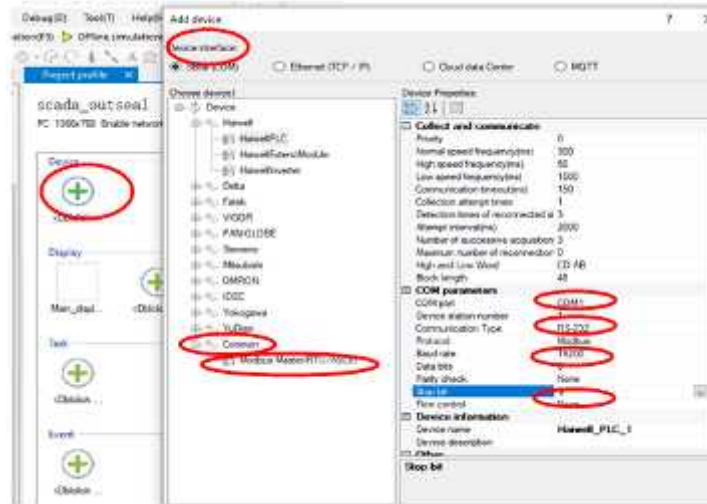 Debug(D) Tool(T) Help(H)
Offline simulation
Project profile
scada_outseal
PC 1366x768 Enable network
Device
Display
Main_displ...
Task
Event
Add device
?
Device interface
Serial (COM)
Ethernet (TCP / IP)
Cloud data Center
MQTT
Choose device
Device
Haiwell
HaiwellPLC
HaiwellExternModule
HaiwellInverter
Delta
Fatek
VIGOR
PANGLOBE
Siemens
Mitsubishi
OMRON
IDEC
Yokogawa
YuDian
Common
Modbus Master(RTU/ASCII)
Device Properties
Collect and communicate
Priority 0
Normal speed frequency(ms) 300
High speed frequency(ms) 50
Low speed frequency(ms) 1000
Communication timeout(ms) 150
Collection attempt times 1
Detection times of reconnected d 3
Attempt interval(ms) 2000
Number of successive acquisition 3
Maximum number of reconnection 0
High and Low Word CD AB
Block length 48
COM parameters
COM port COM1
Device station number 1
Communication Type RS-232
Protocol Modbus
Baud rate 19200
Data bits
Parity check None
Stop bit
Flow control None
Device information
Device name Haiwell_PLC_1
Device description
Other
Stop bit